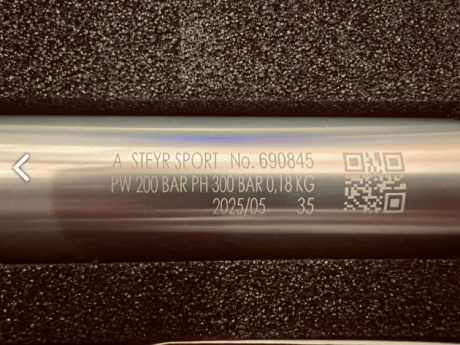 A STEYR SPORT No. 690845
PW 200 BAR PH 300 BAR 0,18 KG
2025/05 35